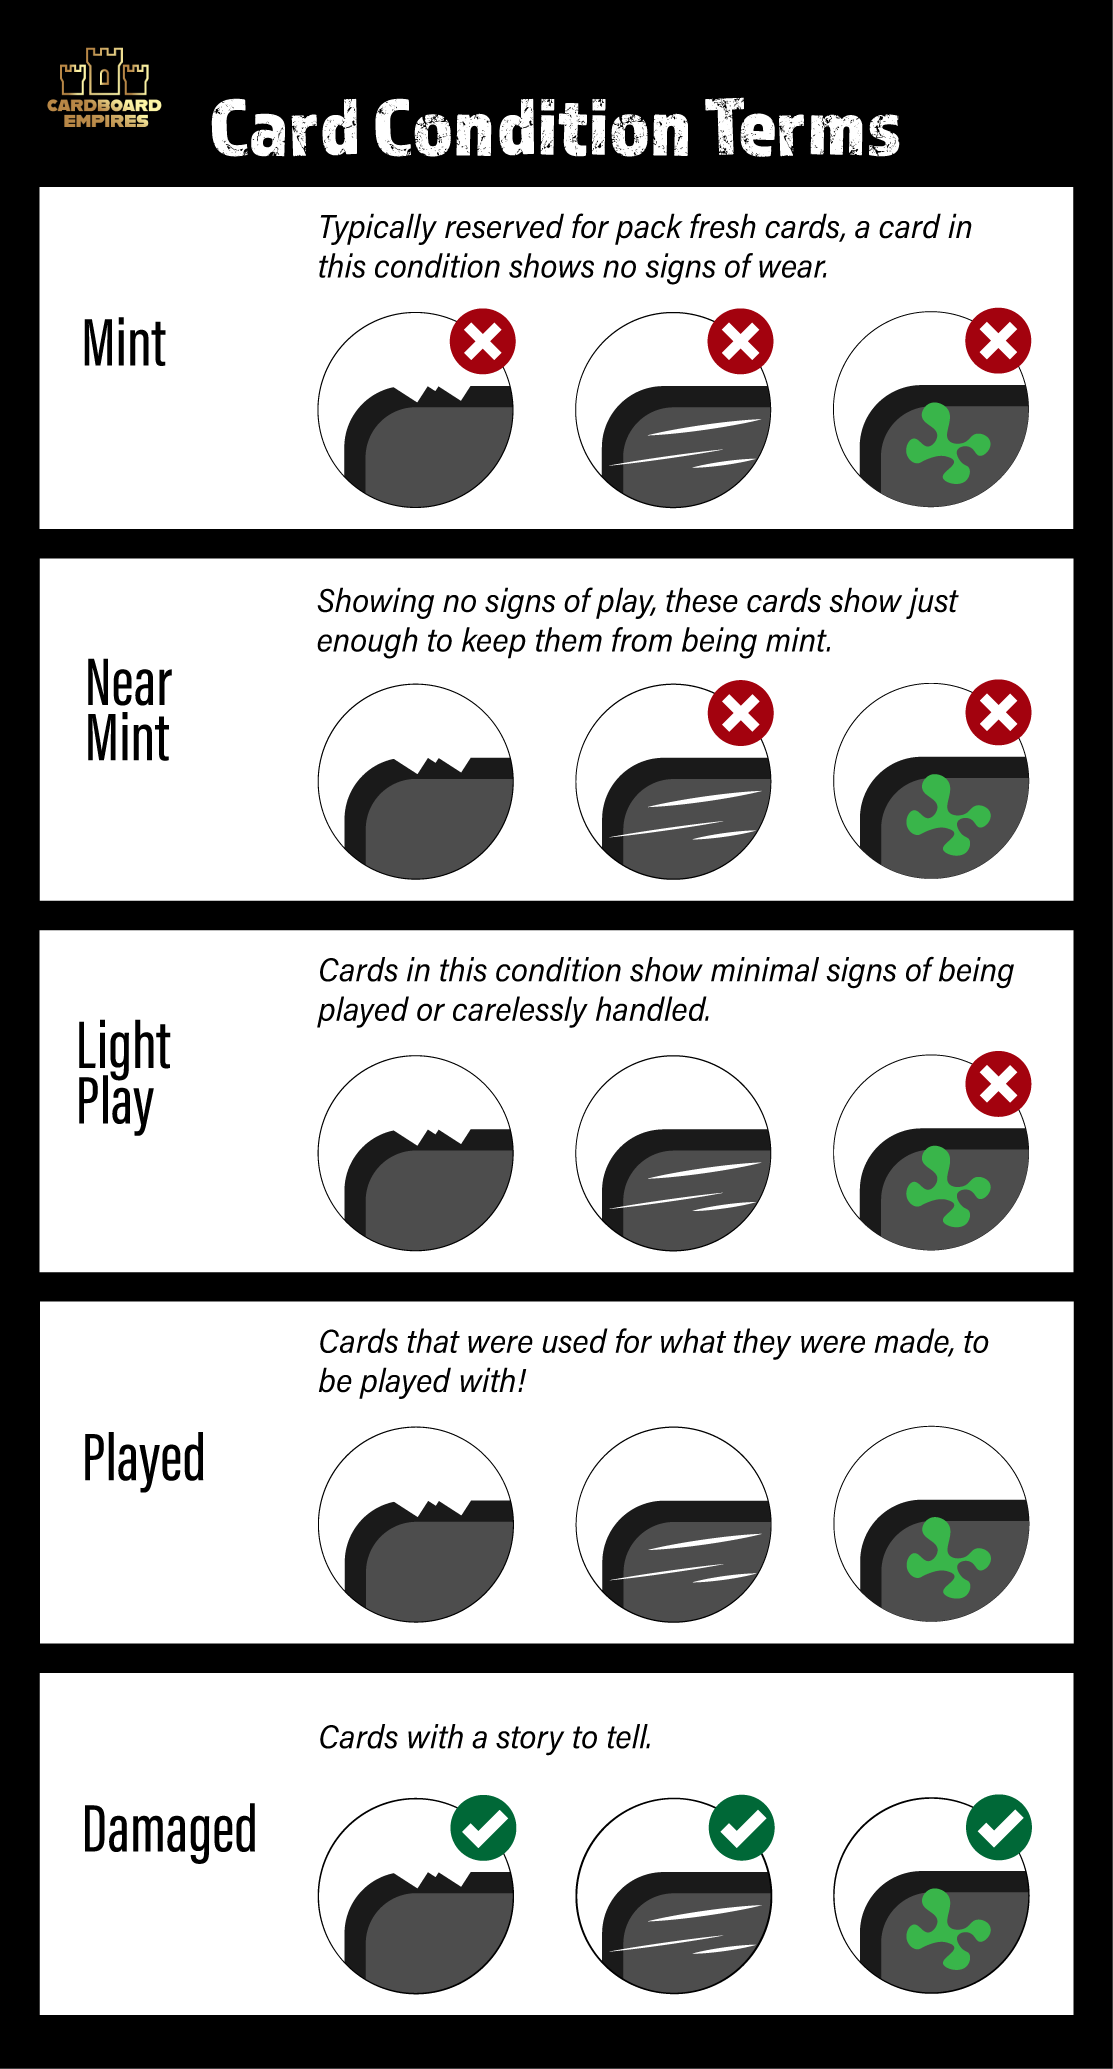 CARDBOARD
EMPIRES
Card Condition Terms
Typically reserved for pack fresh cards, a card in
this condition shows no signs of wear.
Mint
Showing no signs of play, these cards show just
enough to keep them from being mint.
Near
Mint
Cards in this condition show minimal signs of being
played or carelessly handled.
Light
Play
Cards that were used for what they were made, to
be played with!
Played
Cards with a story to tell.
Damaged